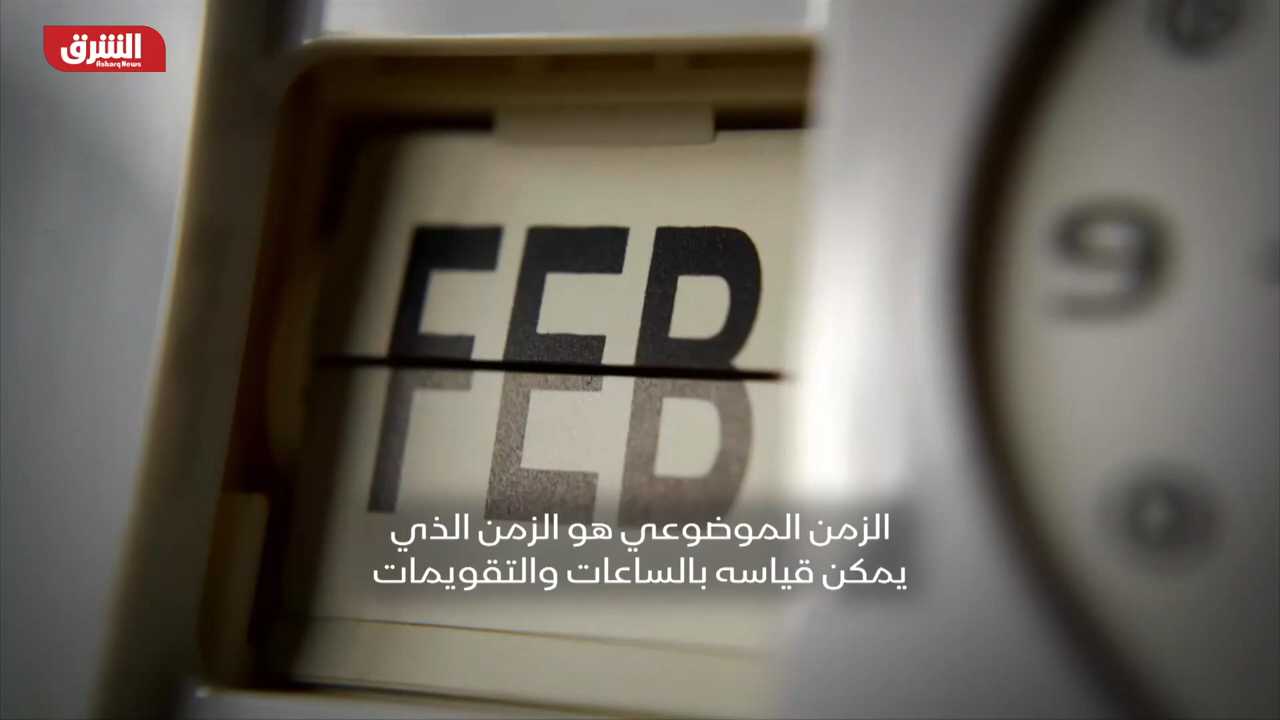 الشرق
Asharq News
FEB
9
الزمن الموضوعي هو الزمن الذي
يمكن قياسه بالساعات والتقويمات